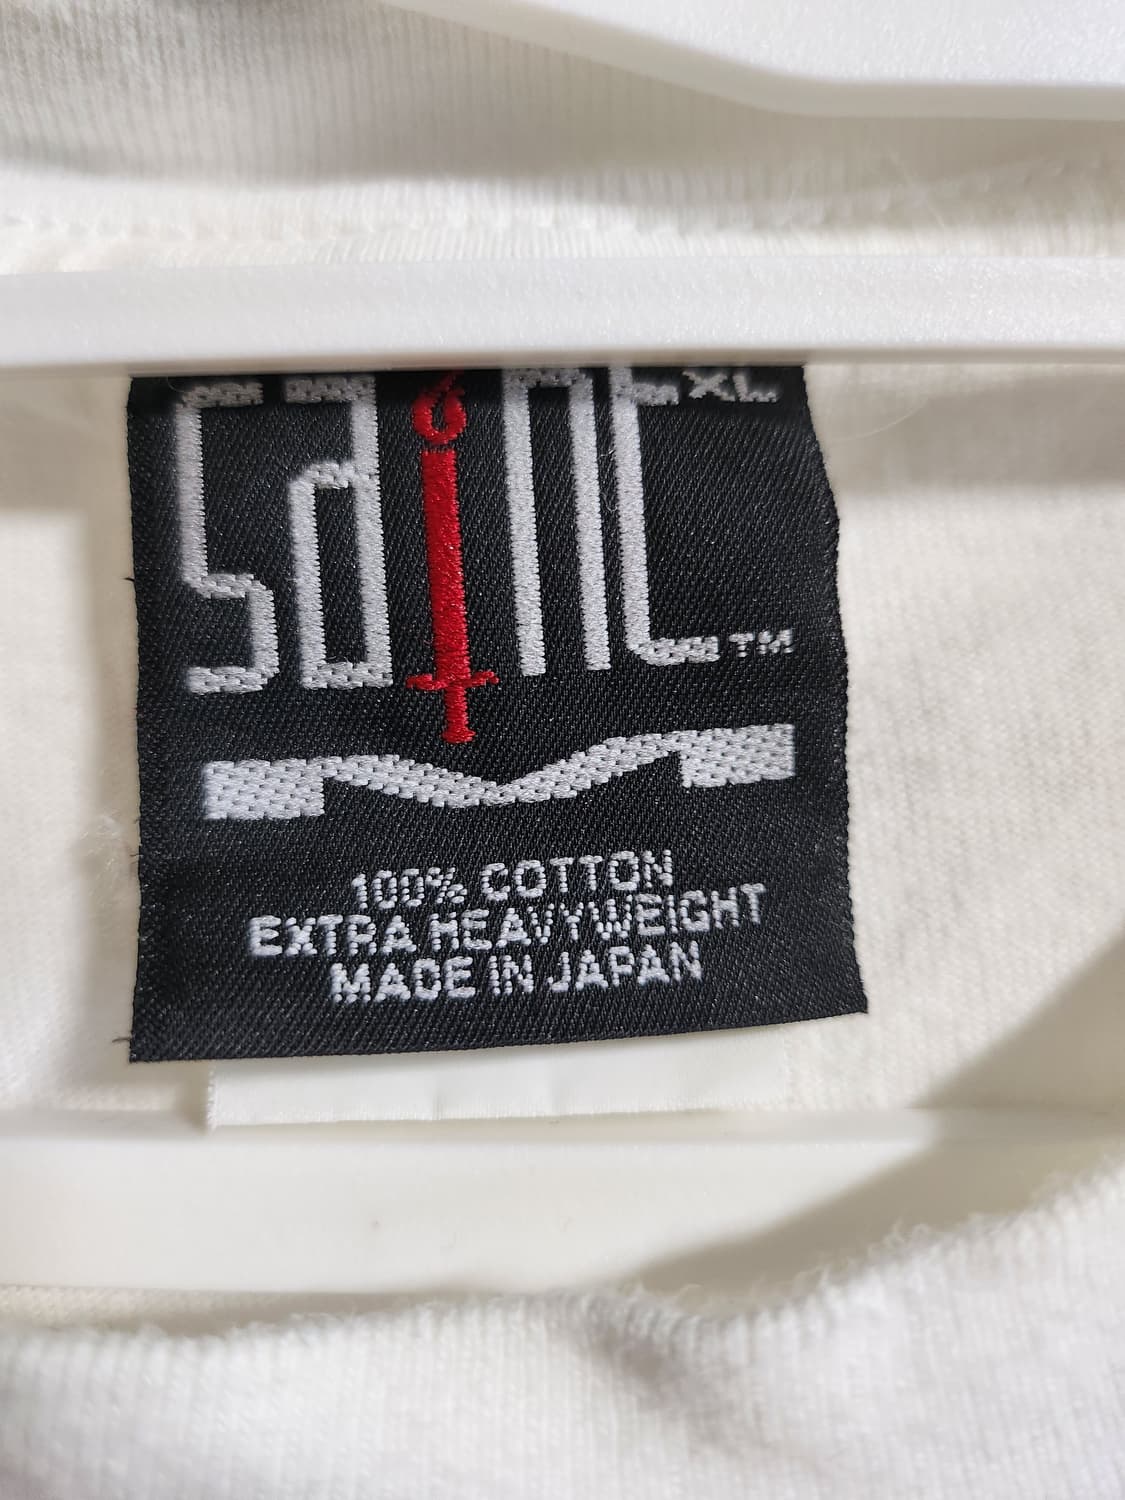 SaiNt XL
TM
100% COTTON
EXTRA HEAVYWEIGHT
MADE IN JAPAN